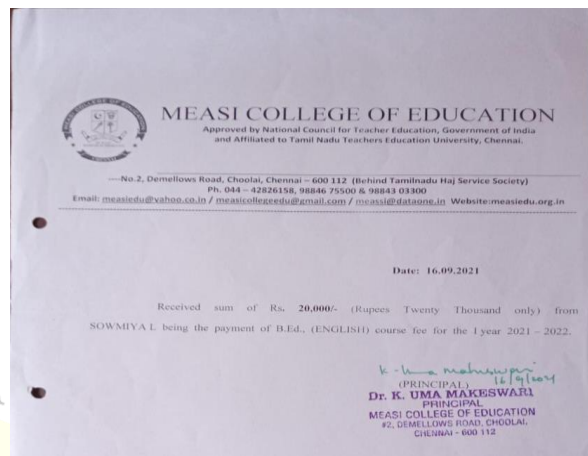 MEASI COLLEGE OF EDUCATION
Approved by National Council for Teacher Education, Government of India
and Affiliated to Tamil Nadu Teachers Education University, Chennai.
No.2, Demellows Road, Choolai, Chennai – 600 112 (Behind Tamilnadu Haj Service Society)
Ph. 044 – 42826158, 98846 75500 & 98843 03300
Email: measiedu@yahoo.co.in / measicollegeedu@gmail.com / meassi@dataone.in Website:measiedu.org.in
Date: 16.09.2021
Received sum of Rs. 20,000/- (Rupees Twenty Thousand only) from
SOWMIYA L being the payment of B.Ed., (ENGLISH) course fee for the I year 2021 – 2022.
K - Uma Maheswari
16/9/2021
(PRINCIPAL)
Dr. K. UMA MAKESWARI
PRINCIPAL
MEASI COLLEGE OF EDUCATION
#2, DEMELLOWS ROAD, CHOOLAI,
CHENNAI - 600 112